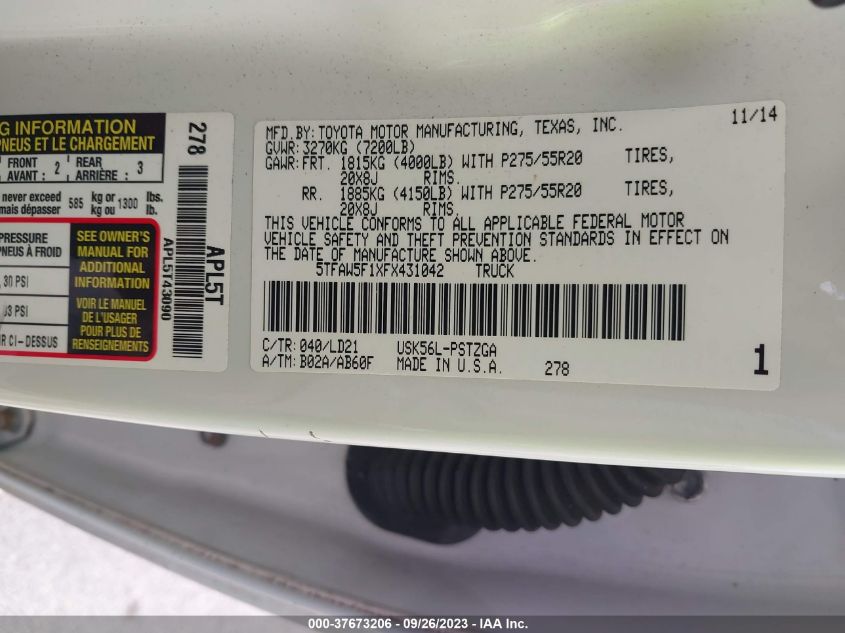 G INFORMATION
PNEUS ET LE CHARGEMENT
FRONT
AVANT : 2
REAR
ARRIÈRE : 3
never exceed
mais dépasser
585 kg or 1300 lbs.
kg ou lb.
PRESSURE
PNEUS À FROID
PSI
PSI
R CI-DESSUS
SEE OWNER'S
MANUAL FOR
ADDITIONAL
INFORMATION
VOIR LE MANUEL
DE L'USAGER
POUR PLUS DE
RENSEIGNEMENTS
278
APL5T43090
APL5T
MFD.BY:TOYOTA MOTOR MANUFACTURING, TEXAS, INC. 11/14
GVWR:3270KG (7200LB)
GAWR:FRT. 1815KG (4000LB) WITH P275/55R20 TIRES,
20X8J RIMS.
RR. 1885KG (4150LB) WITH P275/55R20 TIRES,
20X8J RIMS.
THIS VEHICLE CONFORMS TO ALL APPLICABLE FEDERAL MOTOR
VEHICLE SAFETY AND THEFT PREVENTION STANDARDS IN EFFECT ON
THE DATE OF MANUFACTURE SHOWN ABOVE.
5TFAW5F1XFX431042 TRUCK
C/TR:040/LD21 USK56L-PSTZGA
A/TM:B02A/AB60F MADE IN U.S.A. 278 1
000-37673206 - 09/26/2023 - IAA Inc.